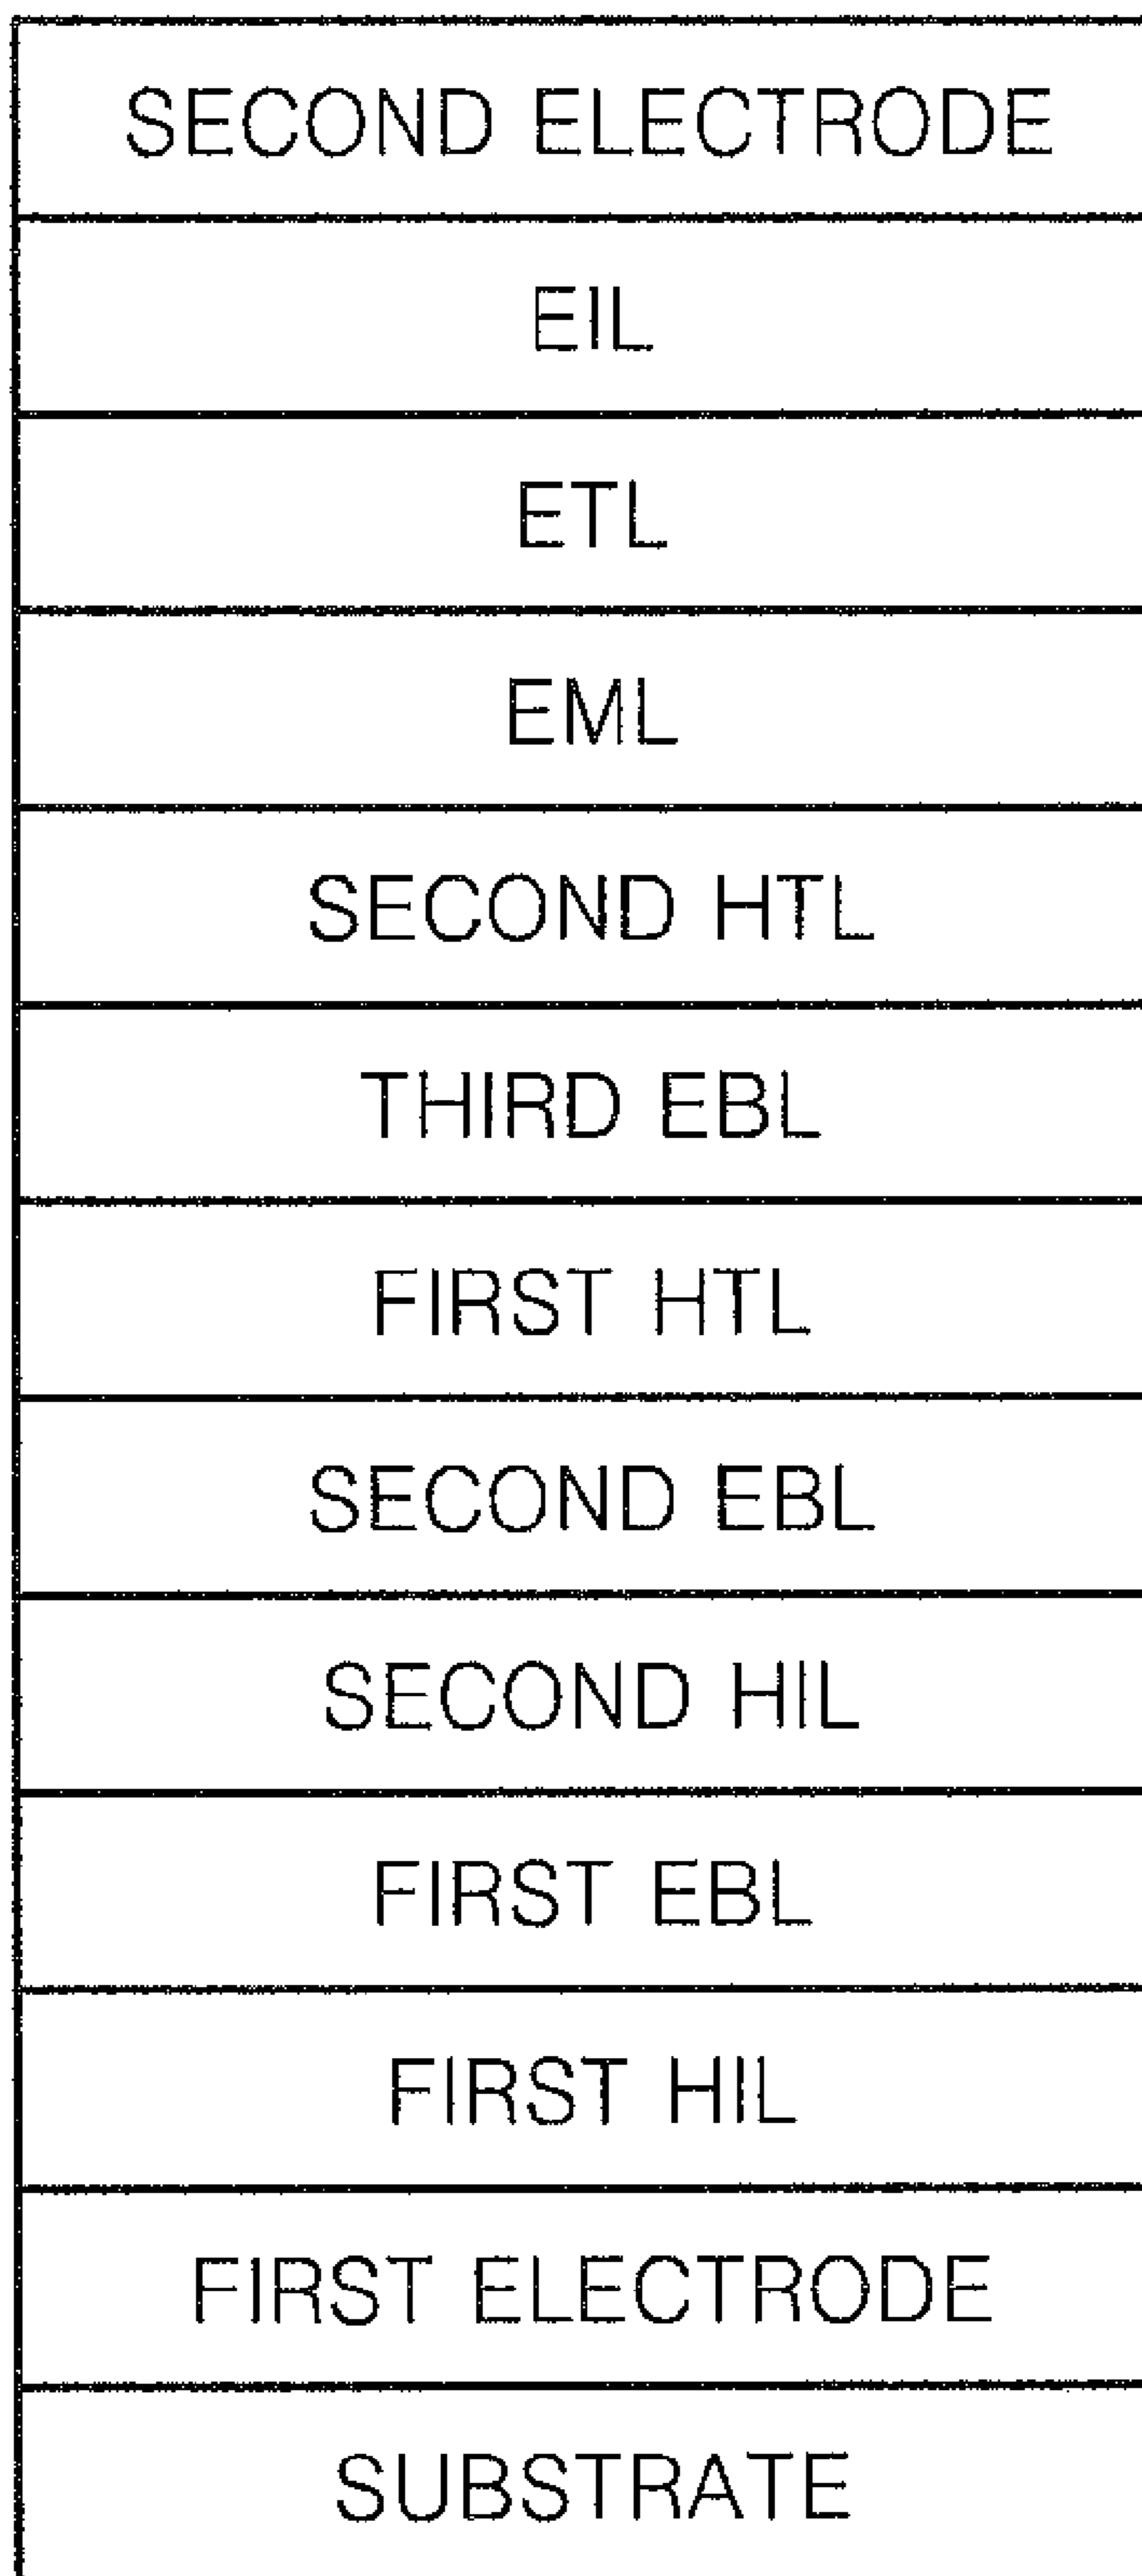 SECOND ELECTRODE
EIL
ETL
EML
SECOND HTL
THIRD EBL
FIRST HTL
SECOND EBL
SECOND HIL
FIRST EBL
FIRST HIL
FIRST ELECTRODE
SUBSTRATE